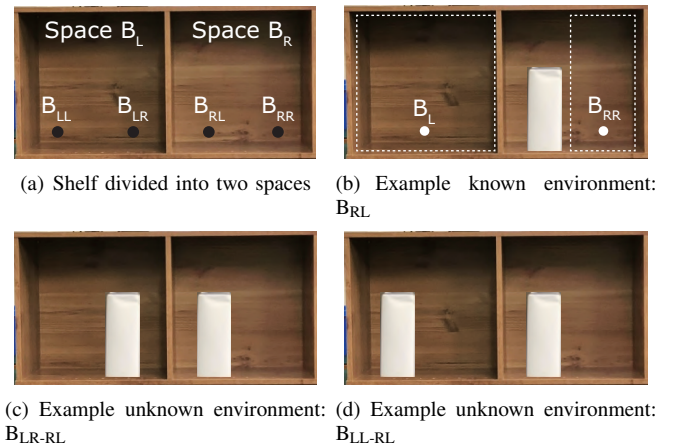 Space B_L Space B_R
B_LL B_LR B_RL B_RR
B_L B_RR
(a) Shelf divided into two spaces
(b) Example known environment:
B_RL
(c) Example unknown environment:
B_LR-RL
(d) Example unknown environment:
B_LL-RL